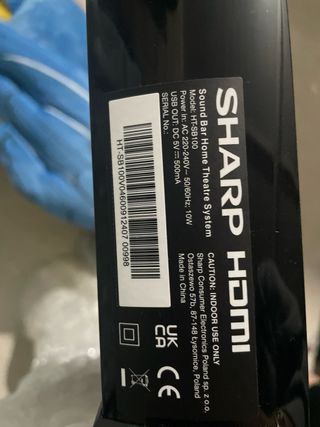 SHARP HDMI
Sound Bar Home Theatre System
Model: HT-SB100
Power in: AC 220-240V~ 50/60Hz; 10W
USB OUT: DC 5V⎓ 500mA
SERIAL No.:
HT-SB100V04600912407 00998
CAUTION: INDOOR USE ONLY
Sharp Consumer Electronics Poland sp. z o.o.
Ostaszewo 57b, 87-148 Łysomice, Poland
Made in China
UK
CA
CE